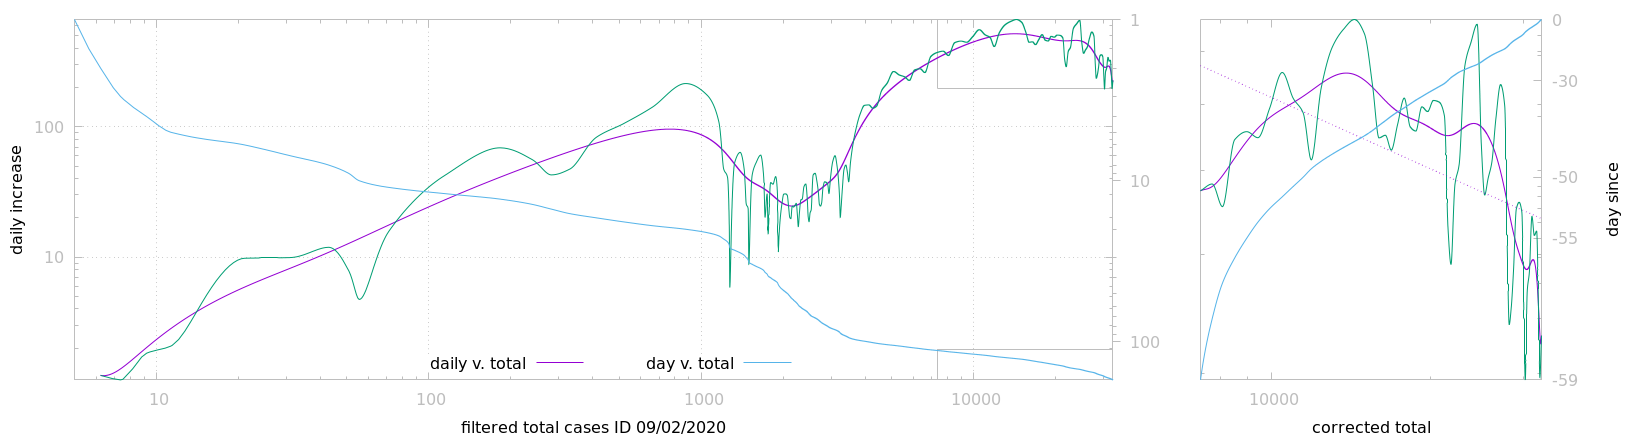 1
0
-30
100
10
-50
daily increase
day since
-55
10
daily v. total
day v. total
100
-59
10
100
1000
10000
10000
filtered total cases ID 09/02/2020
corrected total